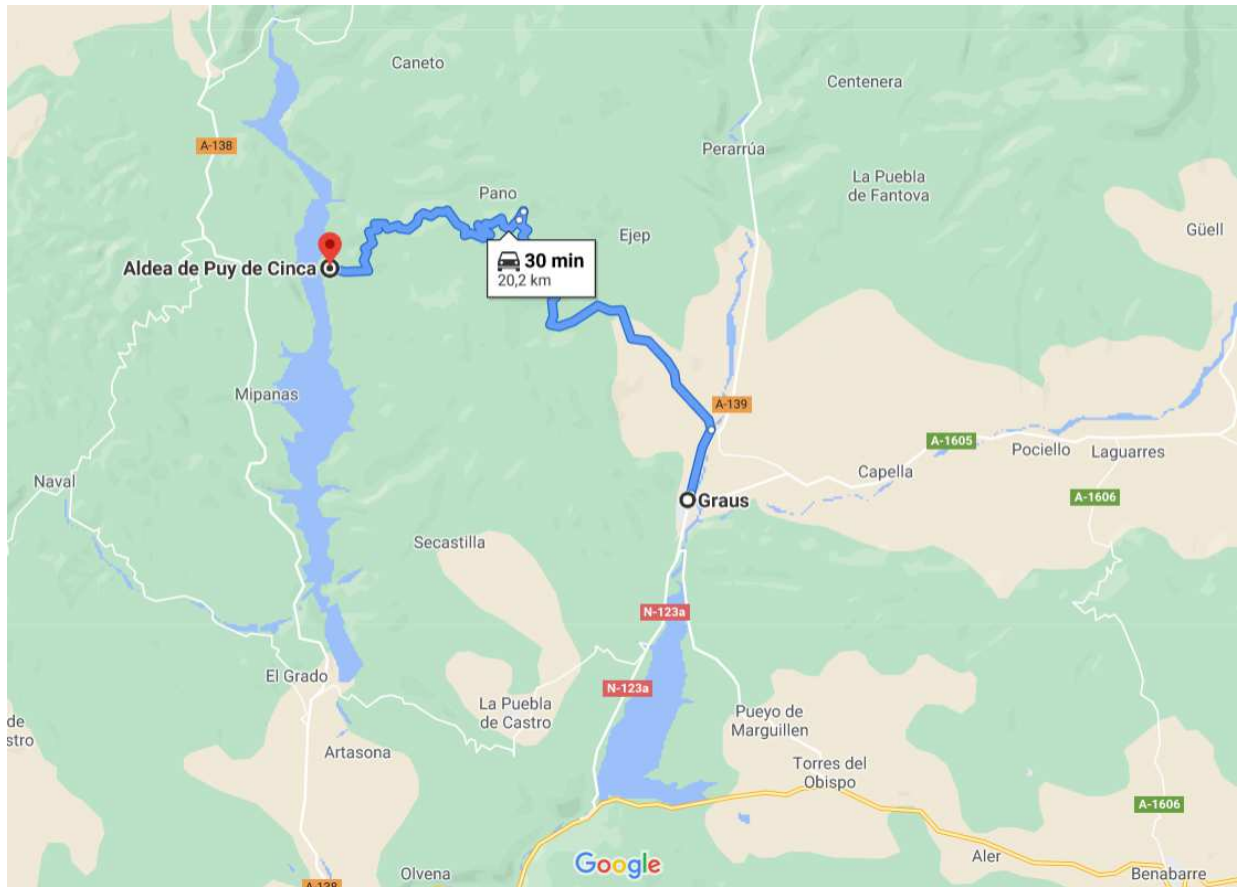 Caneto
Centenera
A-138
Perarrúa
La Puebla
de Fantova
Pano
Güell
Ejep
30 min
20,2 km
Aldea de Puy de Cinca
Mipanas
A-139
A-1605
Pociello
Laguarres
Capella
Naval
A-1606
Graus
Secastilla
N-123a
El Grado
N-123a
La Puebla
de Castro
Pueyo de
Marguillen
de
stro
Artasona
Torres del
Obispo
A-1606
Google
Aler
Olvena
Benabarre
A-138